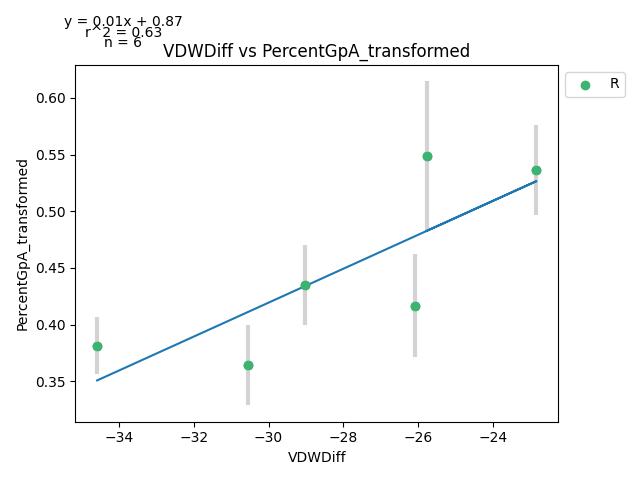 y = 0.01x + 0.87
r^2 = 0.63
n = 6
VDWDiff vs PercentGpA_transformed
R
PercentGpA_transformed
0.60
0.55
0.50
0.45
0.40
0.35
−34
−32
−30
−28
−26
−24
VDWDiff